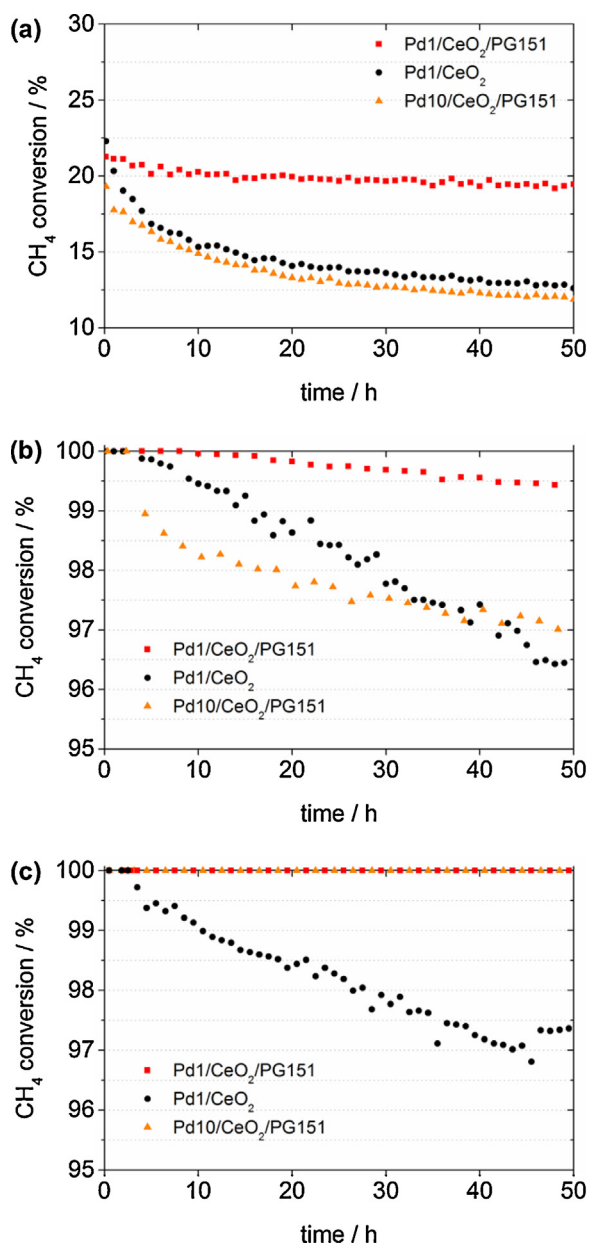 (a)
CH₄ conversion / %
30
25
20
15
10
Pd1/CeO₂/PG151
Pd1/CeO₂
Pd10/CeO₂/PG151
0 10 20 30 40 50
time / h
(b)
CH₄ conversion / %
100
99
98
97
96
95
Pd1/CeO₂/PG151
Pd1/CeO₂
Pd10/CeO₂/PG151
0 10 20 30 40 50
time / h
(c)
CH₄ conversion / %
100
99
98
97
96
95
Pd1/CeO₂/PG151
Pd1/CeO₂
Pd10/CeO₂/PG151
0 10 20 30 40 50
time / h